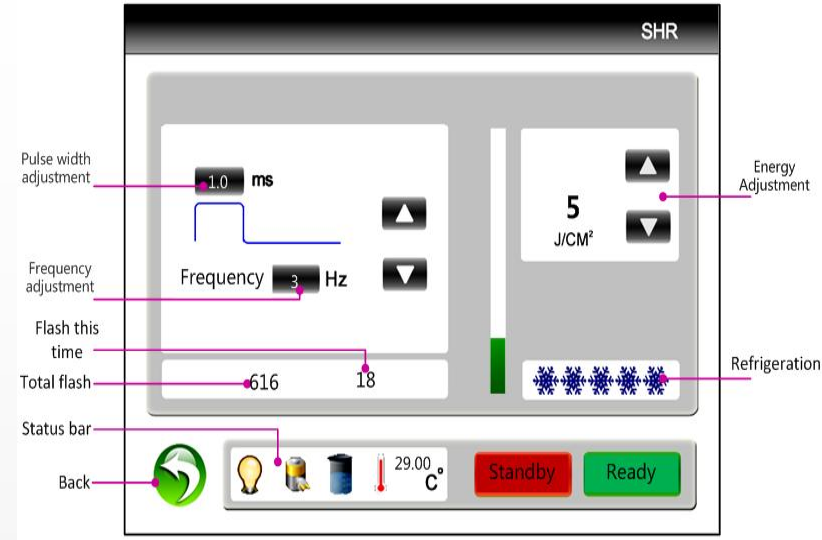 SHR
Pulse width
adjustment
1.0 ms
Energy
Adjustment
5
J/CM²
Frequency
adjustment
Frequency 3 Hz
Flash this
time
Total flash
616 18
Refrigeration
Status bar
29.00
C°
Standby
Ready
Back